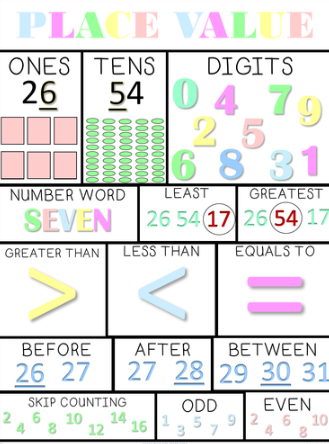 PLACE VALUE
ONES
26
TENS
54
DIGITS
0 4 7 9
2 5
6 8 3 1
NUMBER WORD
SEVEN
LEAST
26 54 17
GREATEST
26 54 17
GREATER THAN
>
LESS THAN
<
EQUALS TO
=
BEFORE
26 27
AFTER
27 28
BETWEEN
29 30 31
SKIP COUNTING
2 4 6 8 10 12 14 16
ODD
1 3 5 7 9
EVEN
2 4 6 8 10